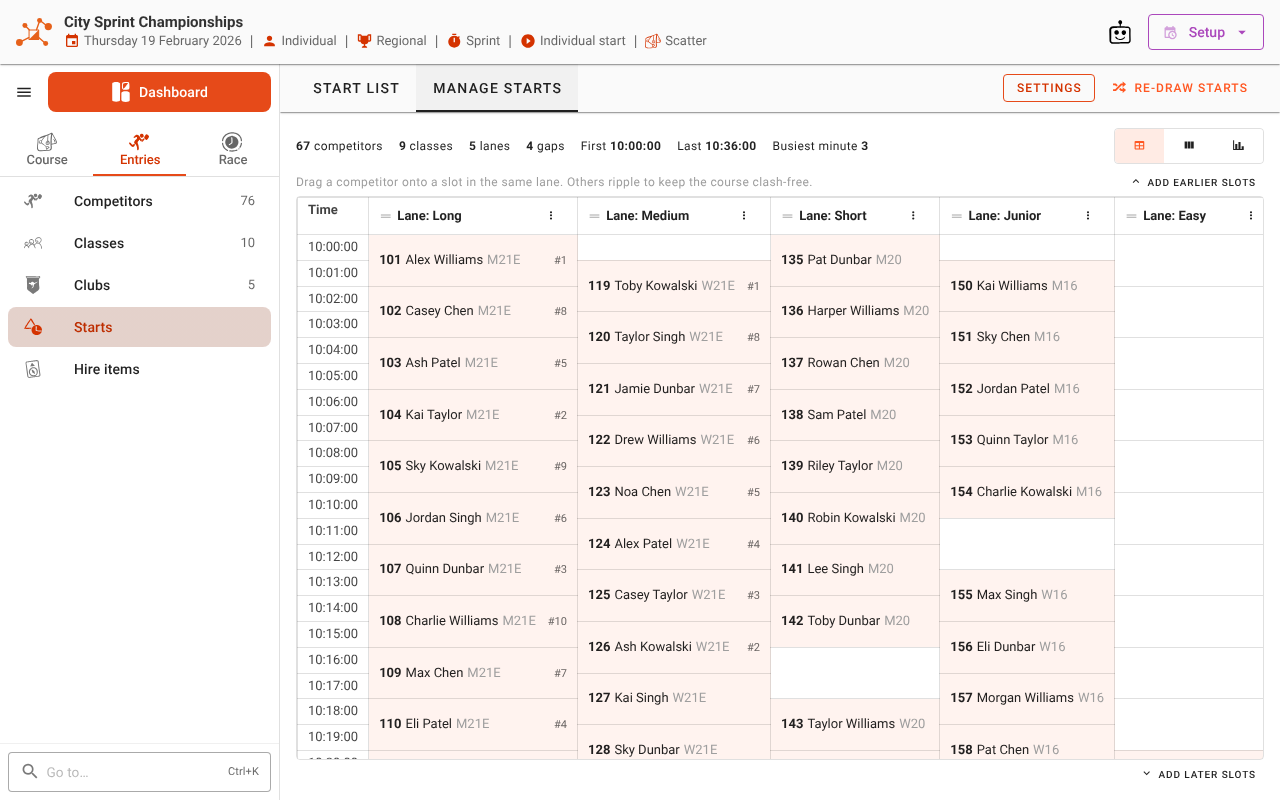 City Sprint Championships
Thursday 19 February 2026 | Individual | Regional | Sprint | Individual start | Scatter
Setup
Dashboard
START LIST
MANAGE STARTS
SETTINGS
RE-DRAW STARTS
Course
Entries
Race
Competitors 76
Classes 10
Clubs 5
Starts
Hire items
Go to...
Ctrl+K
67 competitors 9 classes 5 lanes 4 gaps First 10:00:00 Last 10:36:00 Busiest minute 3
Drag a competitor onto a slot in the same lane. Others ripple to keep the course clash-free.
ADD EARLIER SLOTS
Time
Lane: Long
Lane: Medium
Lane: Short
Lane: Junior
Lane: Easy
10:00:00
10:01:00
10:02:00
10:03:00
10:04:00
10:05:00
10:06:00
10:07:00
10:08:00
10:09:00
10:10:00
10:11:00
10:12:00
10:13:00
10:14:00
10:15:00
10:16:00
10:17:00
10:18:00
10:19:00
101 Alex Williams M21E #1
102 Casey Chen M21E #8
103 Ash Patel M21E #5
104 Kai Taylor M21E #2
105 Sky Kowalski M21E #9
106 Jordan Singh M21E #6
107 Quinn Dunbar M21E #3
108 Charlie Williams M21E #10
109 Max Chen M21E #7
110 Eli Patel M21E #4
119 Toby Kowalski W21E #1
120 Taylor Singh W21E #8
121 Jamie Dunbar W21E #7
122 Drew Williams W21E #6
123 Noa Chen W21E #5
124 Alex Patel W21E #4
125 Casey Taylor W21E #3
126 Ash Kowalski W21E #2
127 Kai Singh W21E
128 Sky Dunbar W21E
135 Pat Dunbar M20
136 Harper Williams M20
137 Rowan Chen M20
138 Sam Patel M20
139 Riley Taylor M20
140 Robin Kowalski M20
141 Lee Singh M20
142 Toby Dunbar M20
143 Taylor Williams W20
150 Kai Williams M16
151 Sky Chen M16
152 Jordan Patel M16
153 Quinn Taylor M16
154 Charlie Kowalski M16
155 Max Singh W16
156 Eli Dunbar W16
157 Morgan Williams W16
158 Pat Chen W16
ADD LATER SLOTS